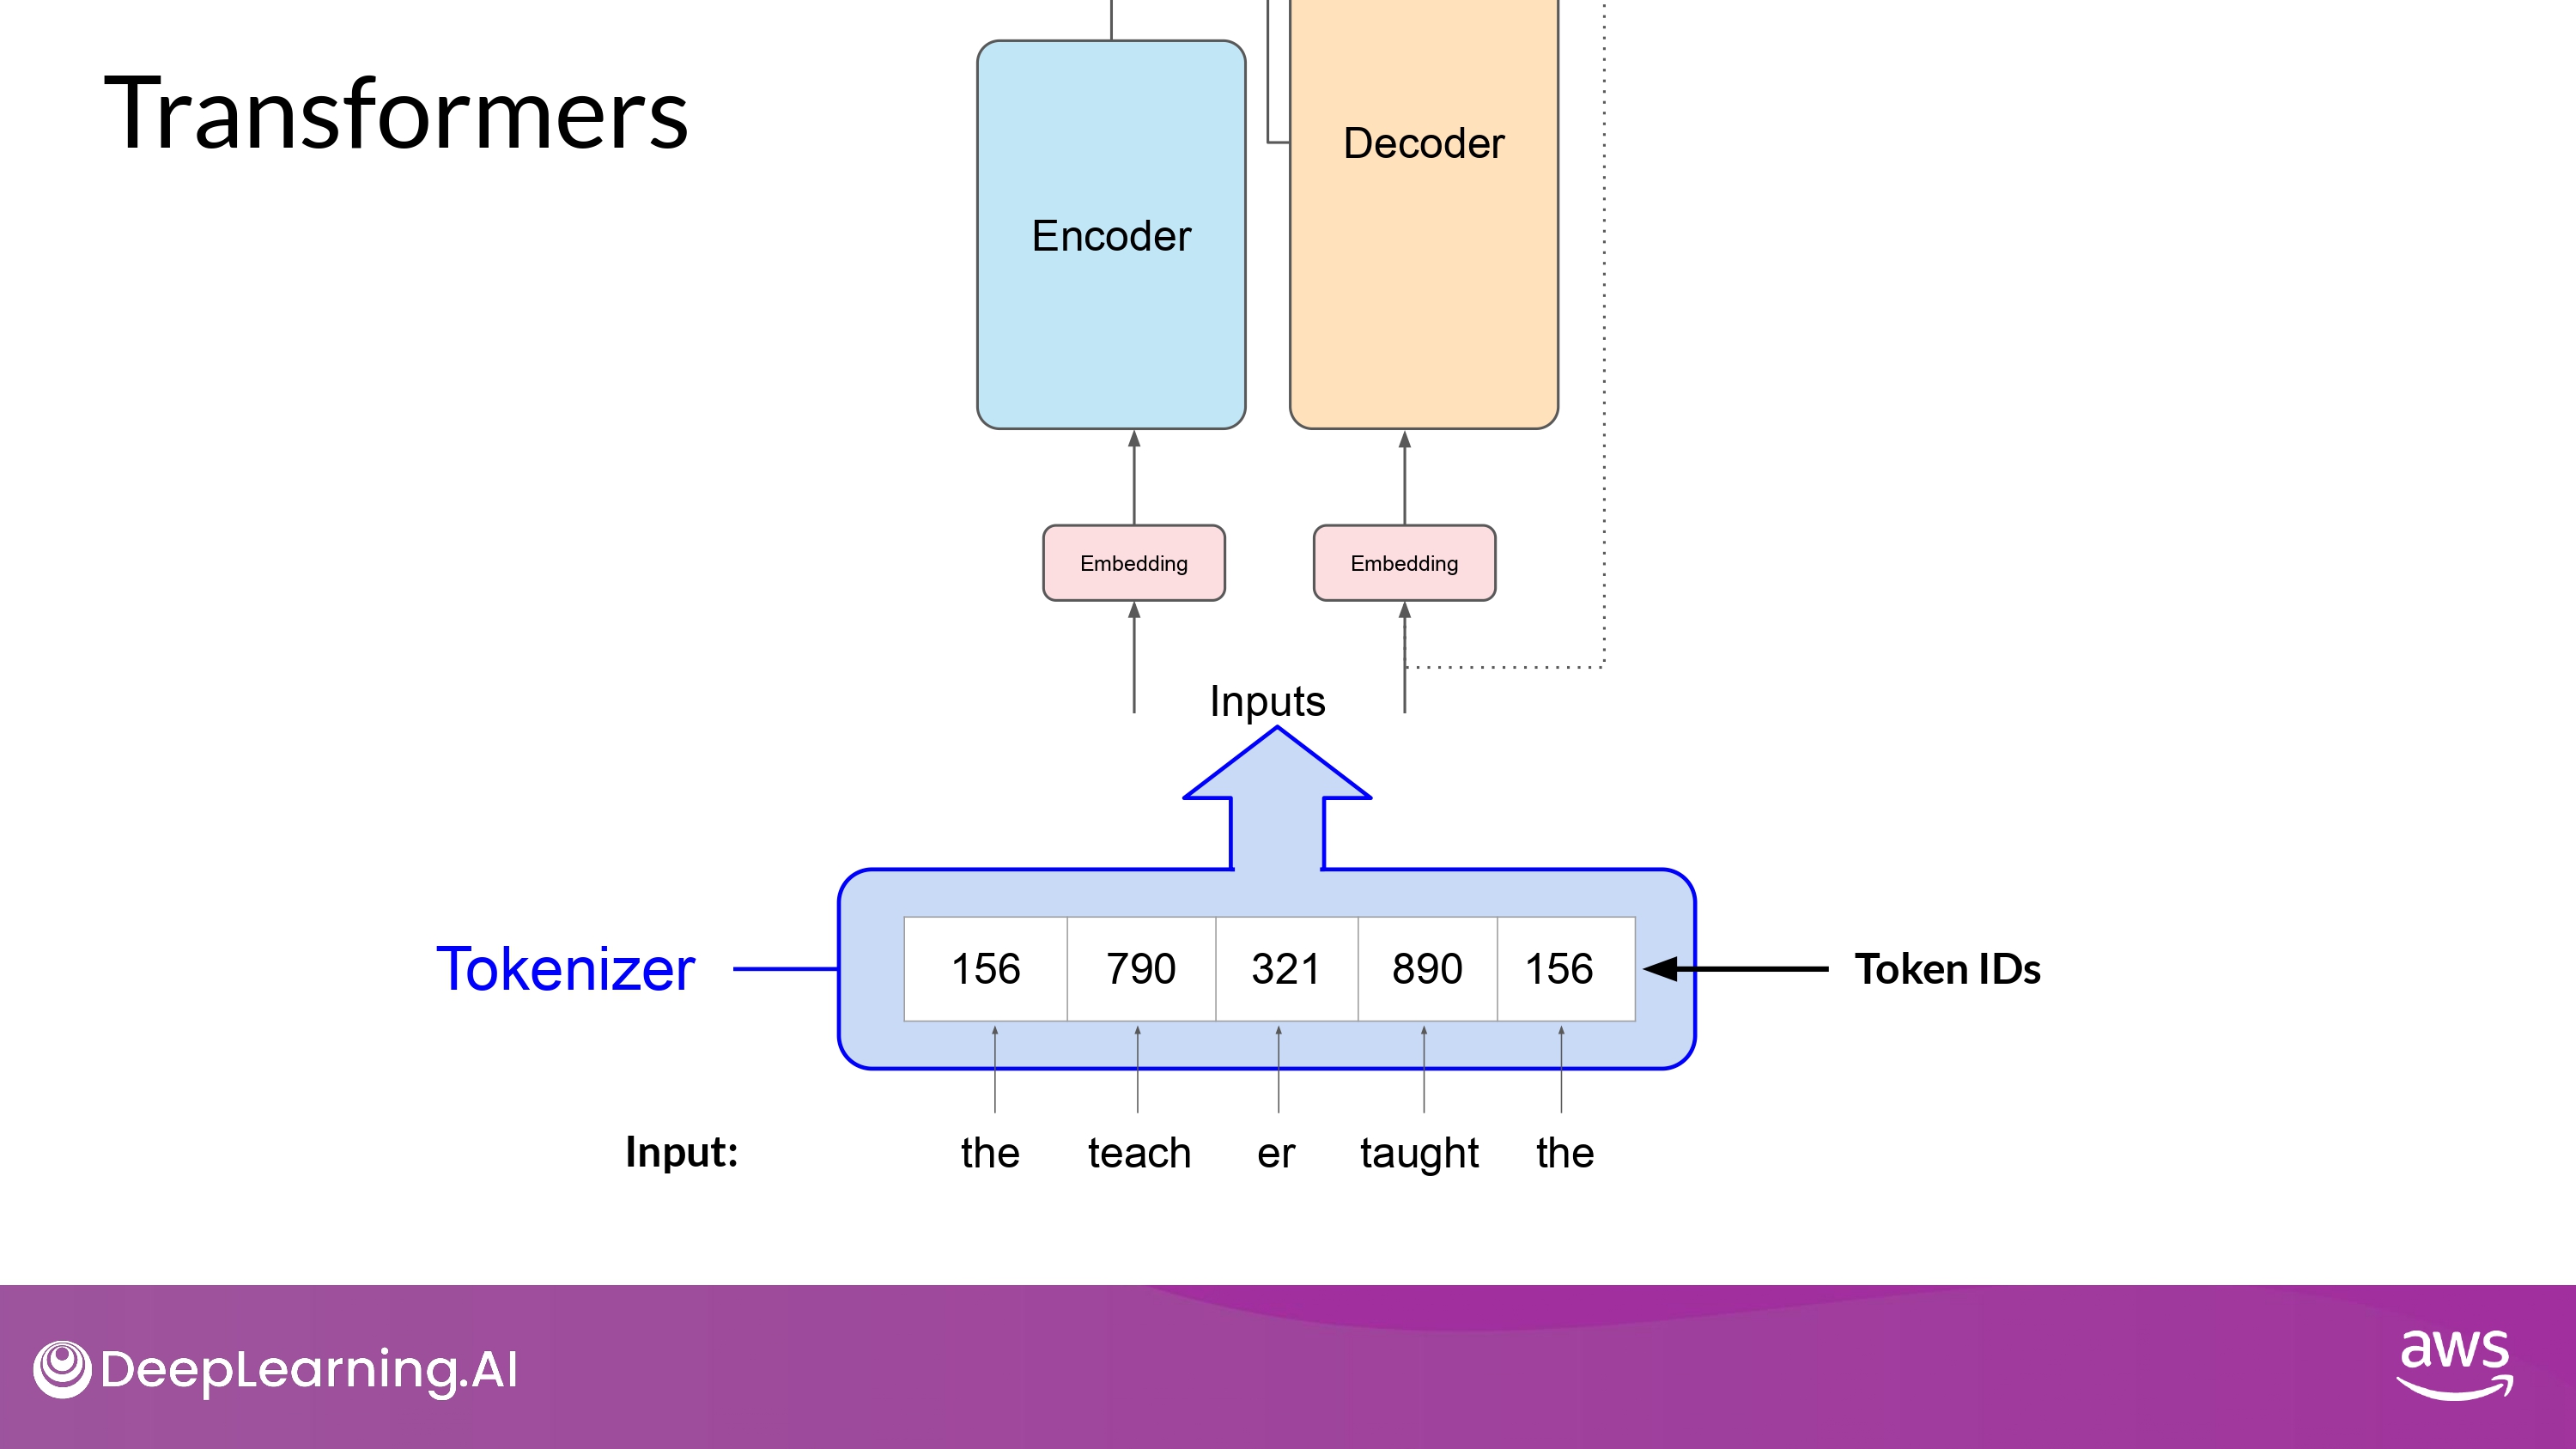 Transformers
Decoder
Encoder
Embedding Embedding
Inputs
Tokenizer 156 790 321 890 156 Token IDs
Input: the teach er taught the
DeepLearning.AI aws